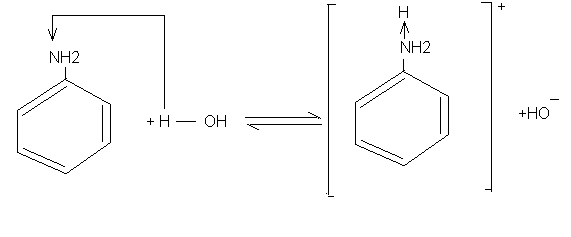 H
+
NH2
NH2
+ H — OH
+HO⁻